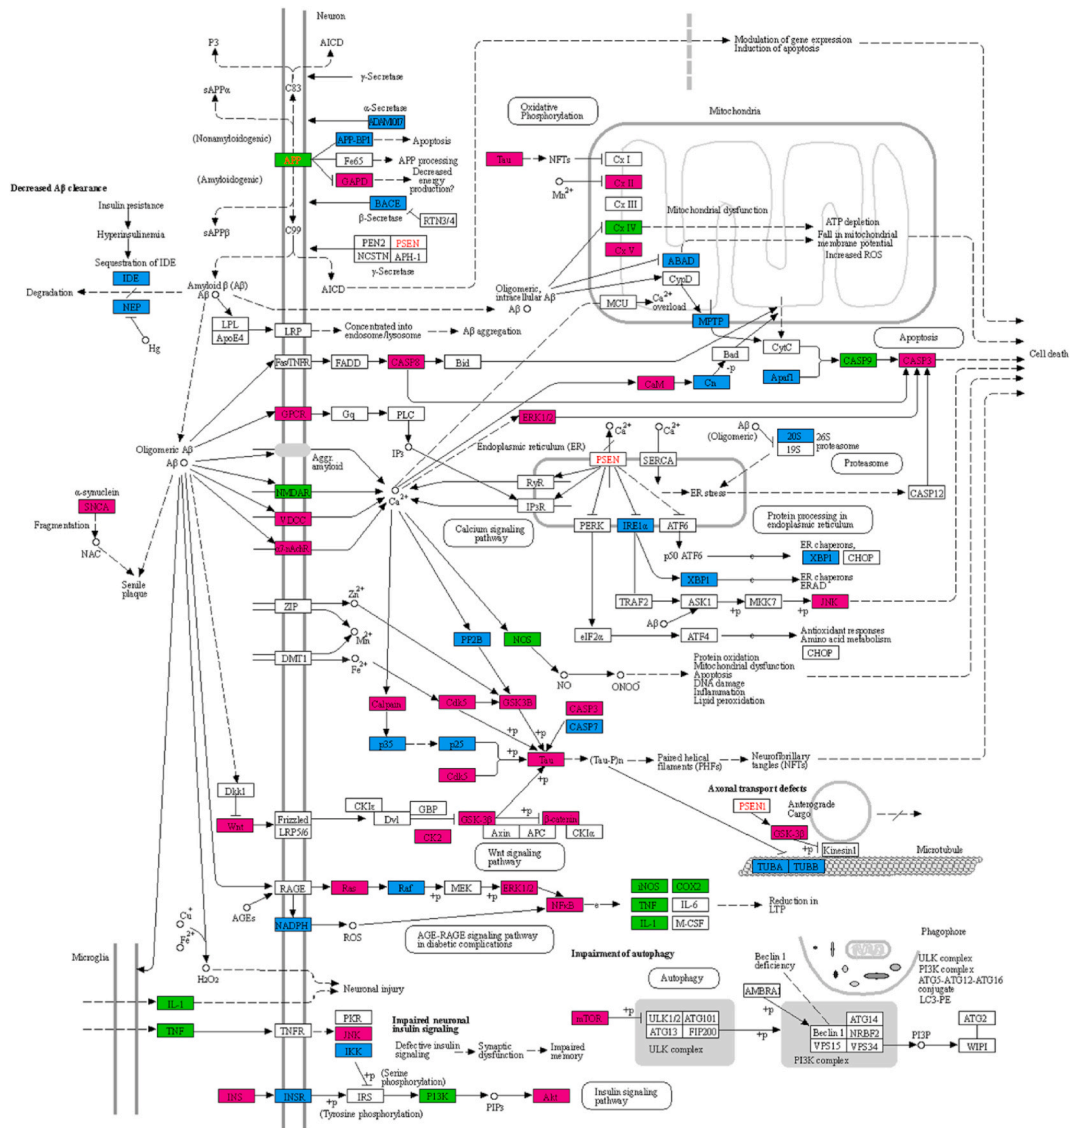 Neuron
P3
AICD
Modulation of gene expression
Induction of apoptosis
γ-Secretase
C83
sAPPα
α-Secretase
ADAM10/17
Oxidative
Phosphorylation
Mitochondria
(Nonamyloidogenic)
APP-BP1
Apoptosis
APP
Fe65
APP processing
Tau
NFTs
Cx I
Decreased
energy
production?
(Amyloidogenic)
GAPD
Mn2+
Cx II
Decreased Aβ clearance
Insulin resistance
BACE
β-Secretase
RTN3/4
Cx III
Mitochondrial dysfunction
Hyperinsulinemia
sAPPβ
C99
Cx IV
ATP depletion
Fall in mitochondrial
membrane potential
Increased ROS
PEN2
PSEN
NCSTN
APH-1
γ-Secretase
Cx V
ABAD
Sequestration of IDE
IDE
Degradation
NEP
Hg
Amyloid β (Aβ)
Aβ
AICD
Oligomeric,
intracellular Aβ
Aβ
CypD
MCU
Ca2+
overload
MPTP
LPL
ApoE4
LRP
Concentrated into
endosome/lysosome
Aβ aggregation
CytC
Apoptosis
Fas/TNFR
FADD
CASP8
Bid
Bad
-p
CASP9
CASP3
Cell death
CaM
Cn
Apaf1
GPCR
Gq
PLC
ERK1/2
IP3
Endoplasmic reticulum (ER)
Ca2+
Ca2+
Aβ
(Oligomeric)
20S
19S
26S
proteasome
Oligomeric Aβ
Aβ
Aggr.
amyloid
PSEN
SERCA
Proteasome
α-synuclein
SNCA
Fragmentation
NAC
Senile
plaque
NMDAR
Ca2+
RyR
ER stress
CASP12
VDCC
IP3R
α7-nAchR
Calcium signaling
pathway
PERK
IRE1α
ATF6
Protein processing in
endoplasmic reticulum
p50 ATF6
e
ER chaperons,
XBP1
CHOP
XBP1
e
ER chaperons
ERAD
ZIP
Zn2+
TRAF2
ASK1
MKK7
JNK
+p
+p
Mn2+
Aβ
PP2B
NOS
eIF2α
ATF4
e
Antioxidant responses
Amino acid metabolism
CHOP
DMT1
Fe2+
NO
ONOO-
Protein oxidation
Mitochondrial dysfunction
Apoptosis
DNA damage
Inflammation
Lipid peroxidation
Calpain
Cdk5
GSK3B
CASP3
CASP7
p35
p25
+p
+p
+p
Tau
+p
(Tau-P)n
Paired helical
filaments (PHFs)
Neurofibrillary
tangles (NFTs)
Cdk5
Dkk1
Axonal transport defects
PSEN1
Anterograde
Cargo
Wnt
Frizzled
LRP5/6
CKIε
Dvl
GBP
GSK-3β
+p
β-catenin
CK2
Axin
APC
CKIα
GSK-3β
+p
Kinesin1
Microtubule
Wnt signaling
pathway
TUBA
TUBB
RAGE
Ras
Raf
MEK
ERK1/2
+p
+p
NFκB
e
iNOS
COX2
TNF
IL-6
IL-1
M-CSF
Reduction in
LTP
AGEs
NADPH
ROS
AGE-RAGE signaling pathway
in diabetic complications
Cu+
Fe2+
H2O2
Microglia
Impairment of autophagy
Phagophore
Beclin 1
deficiency
ULK complex
PI3K complex
ATG5-ATG12-ATG16
conjugate
LC3-PE
Autophagy
Neuronal injury
IL-1
TNF
TNFR
PKR
JNK
IKK
Impaired neuronal
insulin signaling
Defective insulin
signaling
Synaptic
dysfunction
Impaired
memory
mTOR
+p
ULK1/2
ATG101
ATG13
FIP200
ULK complex
+p
AMBRA1
ATG14
Beclin 1
NRBF2
VPS15
VPS34
PI3K complex
PI3P
ATG2
WIPI
+p
(Serine
phosphorylation)
INS
INSR
+p
IRS
PI3K
PIP3
Akt
Insulin signaling
pathway
(Tyrosine phosphorylation)